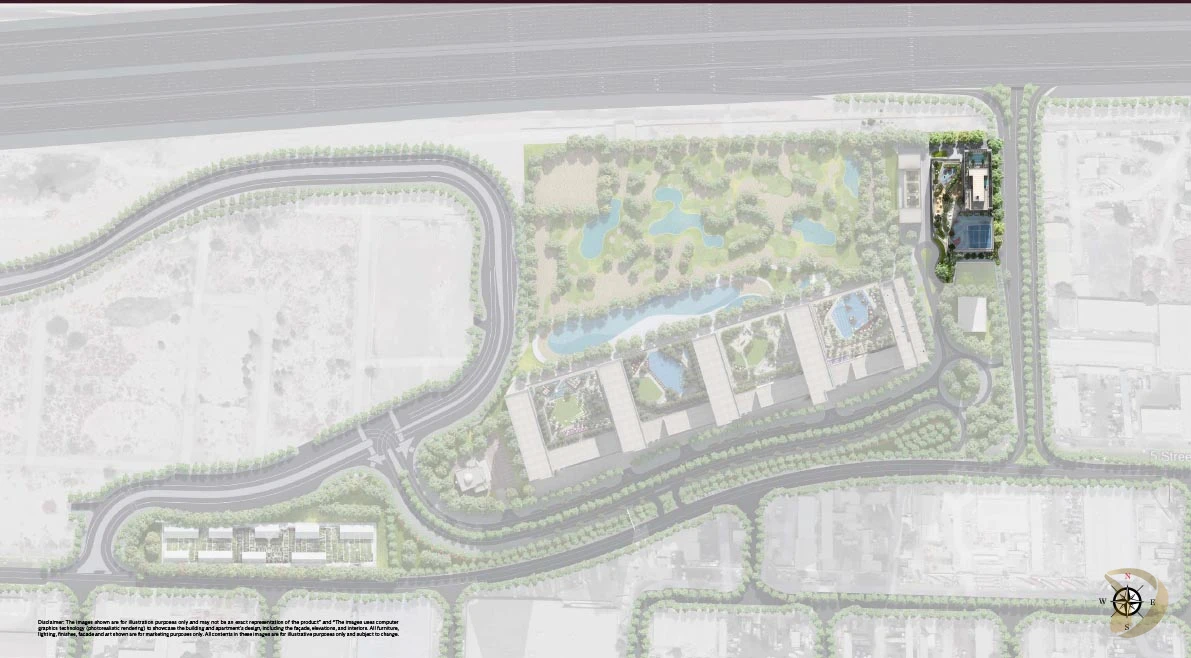 5 Street
N
W E
S
Disclaimer: The images shown are for illustration purposes only and may not be an exact representation of the product" and "The images uses computer
graphics technology (photorealistic rendering) to showcase the building and apartment's design, including the façade, elevations, and interiors. All furniture,
lighting, finishes, facade and art shown are for marketing purposes only. All contents in these images are for illustrative purposes only and subject to change.